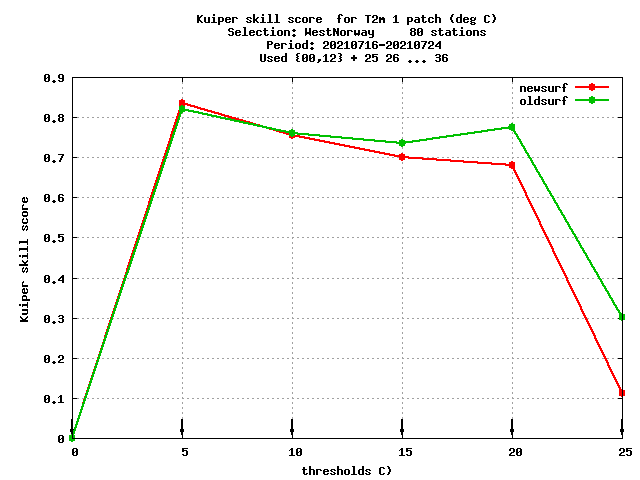 Kuiper skill score  for T2m 1 patch (deg C)
Selection: WestNorway     80 stations
Period: 20210716-20210724
Used {00,12} + 25 26 ... 36
newsurf
oldsurf
0.9
0.8
0.7
0.6
0.5
0.4
0.3
0.2
0.1
0
Kuiper skill score
0 5 10 15 20 25
thresholds C)